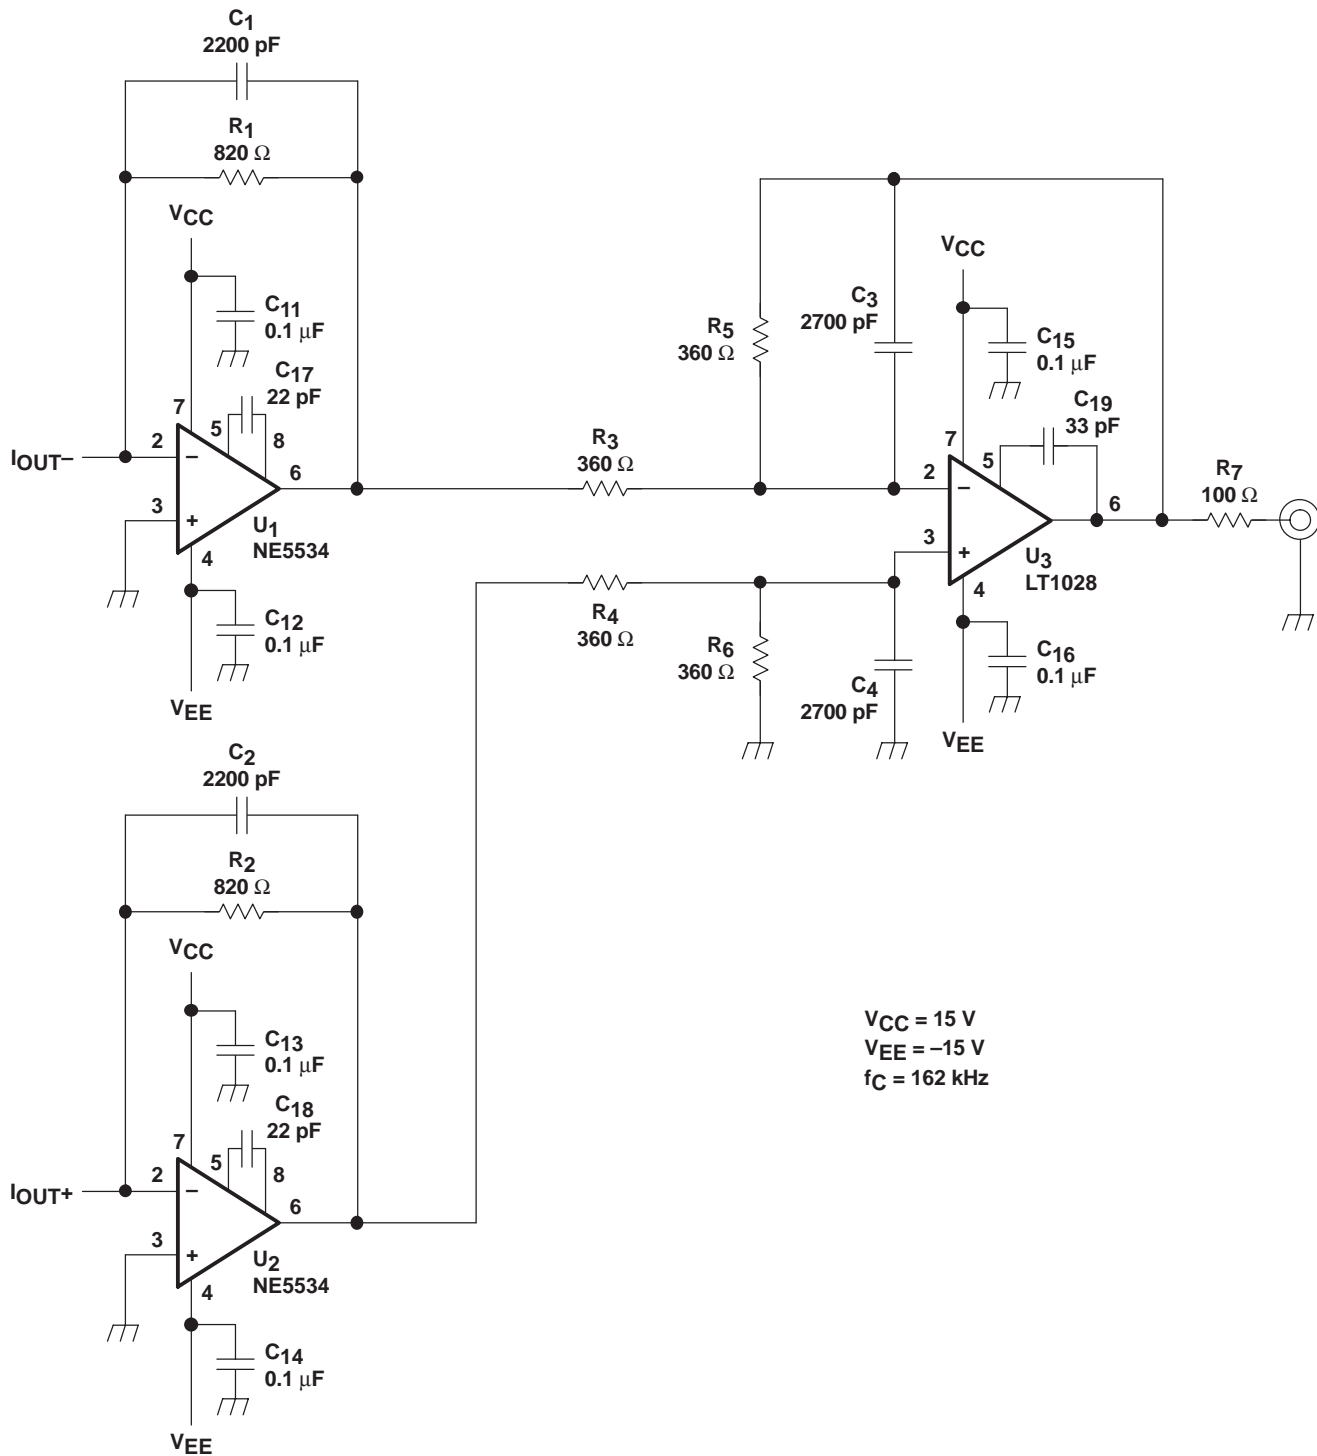 C1
2200 pF
R1
820 Ω
VCC
C11
0.1 µF
C17
22 pF
7
5
8
2
–
IOUT–
6
3
+
U1
NE5534
4
C12
0.1 µF
VEE
R3
360 Ω
R4
360 Ω
R5
360 Ω
C3
2700 pF
VCC
C15
0.1 µF
C19
33 pF
7
5
2
–
6
R7
100 Ω
3
+
U3
LT1028
4
R6
360 Ω
C4
2700 pF
C16
0.1 µF
VEE
C2
2200 pF
R2
820 Ω
VCC
C13
0.1 µF
C18
22 pF
7
5
8
2
–
IOUT+
6
3
+
U2
NE5534
4
C14
0.1 µF
VEE
VCC = 15 V
VEE = –15 V
fC = 162 kHz